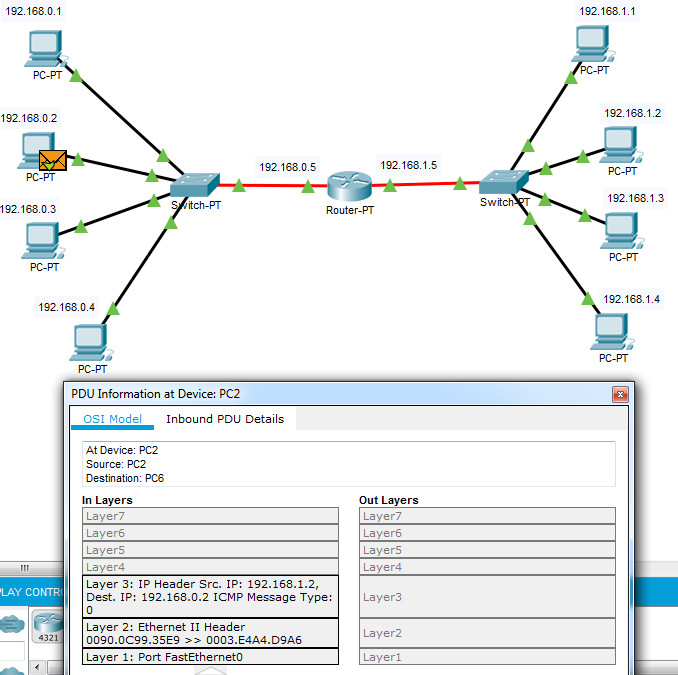 192.168.0.1
192.168.1.1
PC-PT
PC-PT
192.168.0.2
192.168.1.2
PC-PT
PC-PT
192.168.0.5
192.168.1.5
192.168.0.3
192.168.1.3
Switch-PT
Router-PT
Switch-PT
PC-PT
PC-PT
192.168.0.4
192.168.1.4
PC-PT
PC-PT
PDU Information at Device: PC2
OSI Model
Inbound PDU Details
At Device: PC2
Source: PC2
Destination: PC6
In Layers
Layer7
Layer6
Layer5
Layer4
Layer 3: IP Header Src. IP: 192.168.1.2,
Dest. IP: 192.168.0.2 ICMP Message Type:
0
Layer 2: Ethernet II Header
0090.0C99.35E9 >> 0003.E4A4.D9A6
Layer 1: Port FastEthernet0
Out Layers
Layer7
Layer6
Layer5
Layer4
Layer3
Layer2
Layer1
PLAY CONTRO
4321